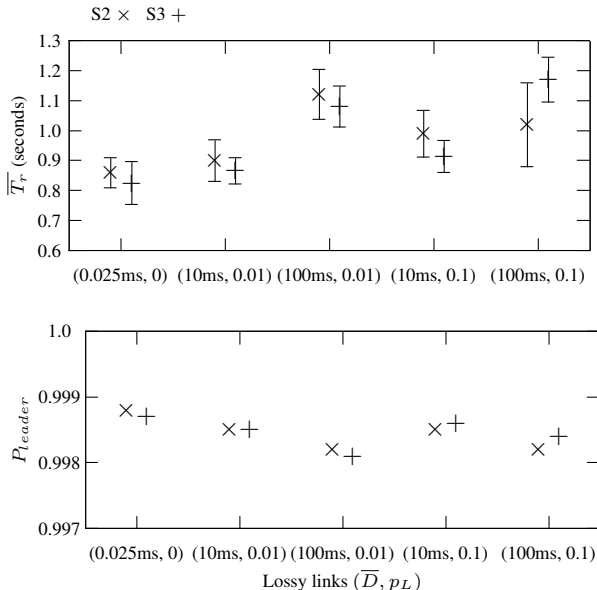 S2 × S3 +
1.3
1.2
1.1
1.0
0.9
0.8
0.7
0.6
T̅r (seconds)
(0.025ms, 0) (10ms, 0.01) (100ms, 0.01) (10ms, 0.1) (100ms, 0.1)
1.0
0.999
0.998
0.997
Pleader
(0.025ms, 0) (10ms, 0.01) (100ms, 0.01) (10ms, 0.1) (100ms, 0.1)
Lossy links (D̅, pL)